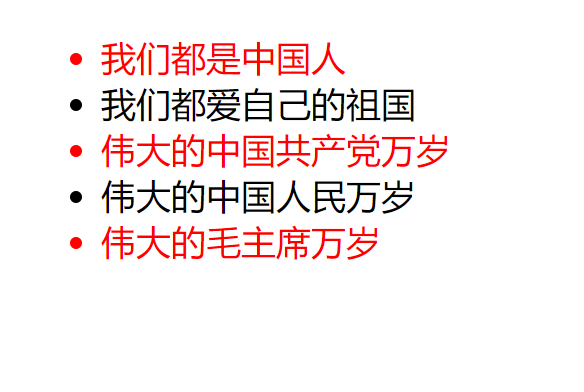 我们都是中国人
我们都爱自己的祖国
伟大的中国共产党万岁
伟大的中国人民万岁
伟大的毛主席万岁